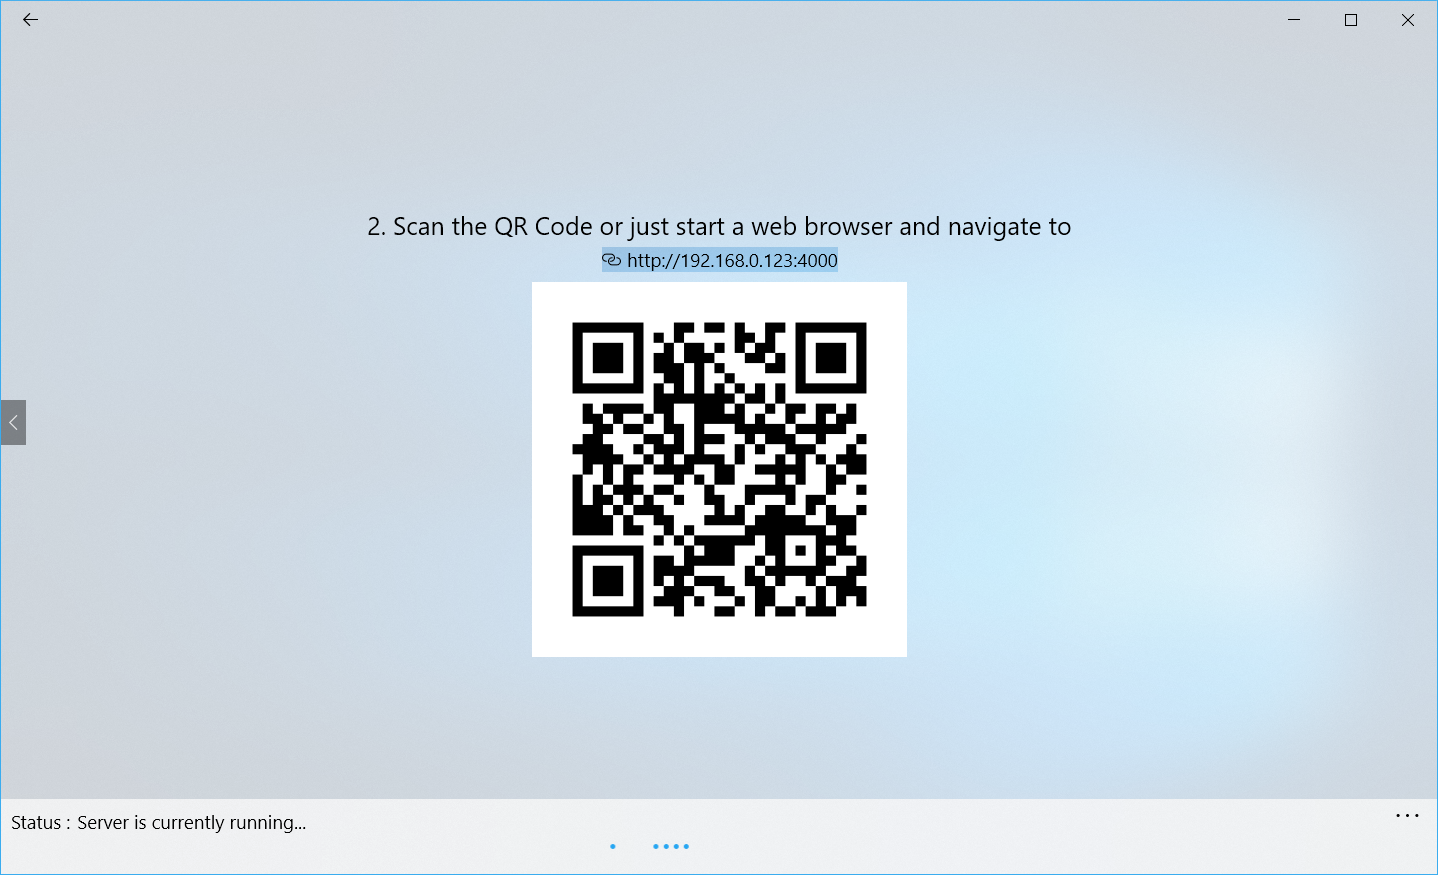 2. Scan the QR Code or just start a web browser and navigate to
http://192.168.0.123:4000
Status : Server is currently running...